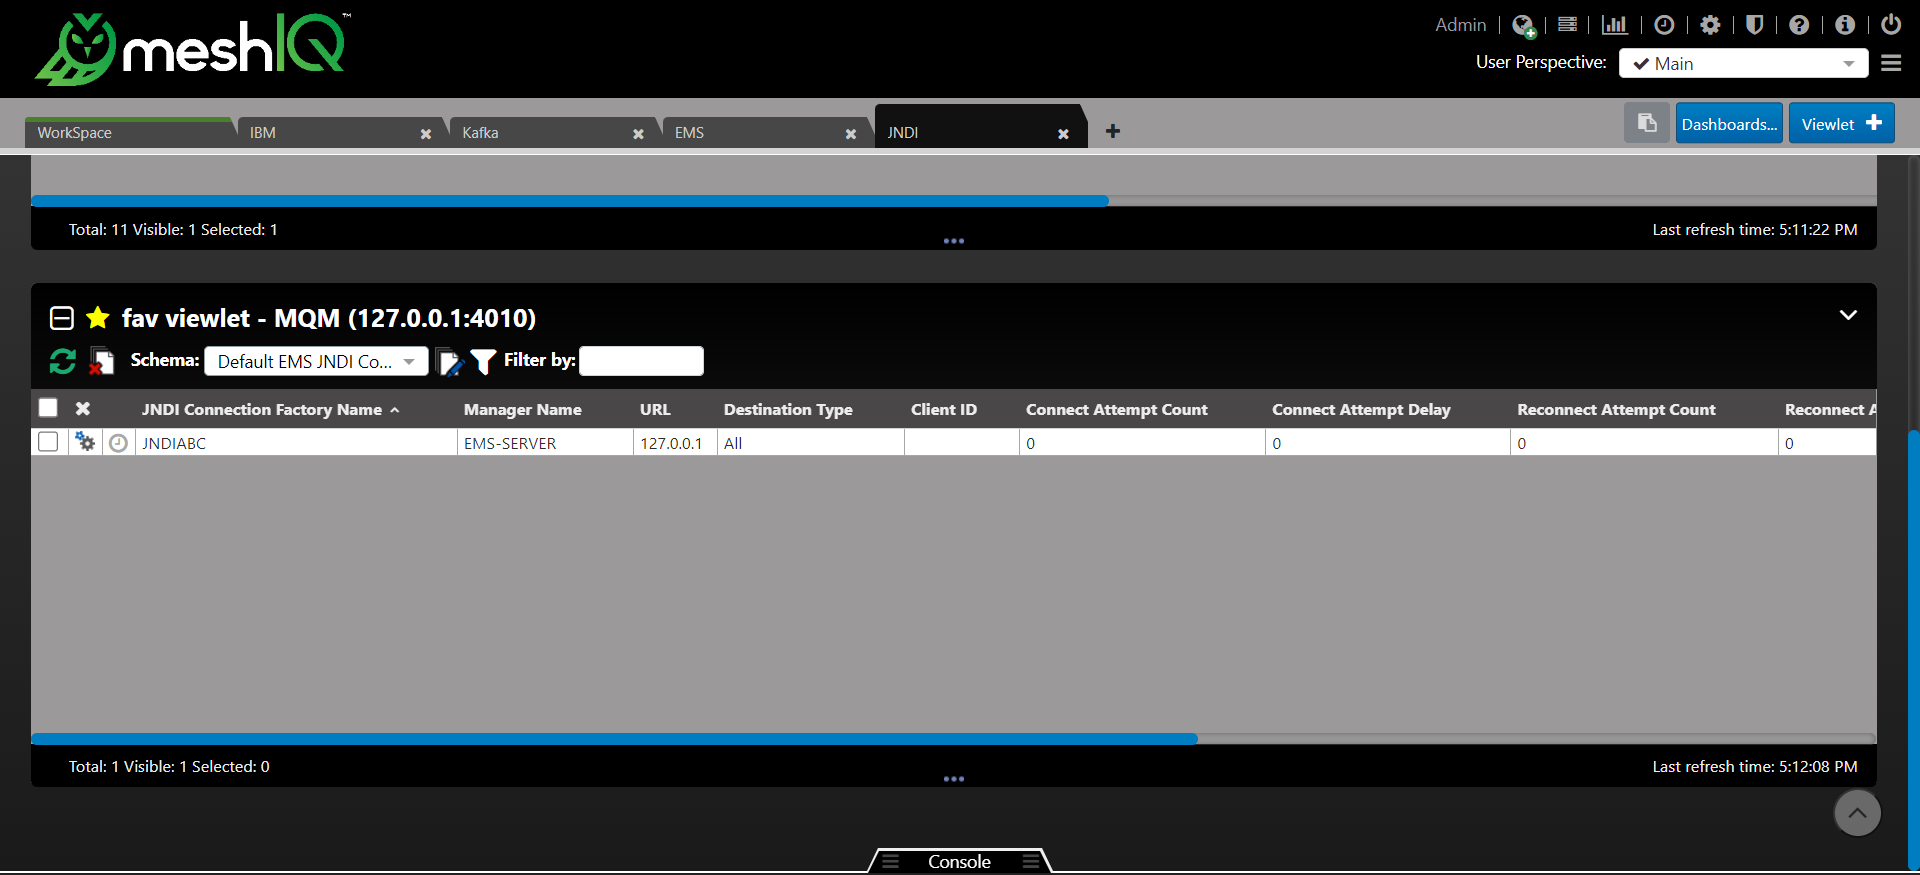 meshIQ™
Admin
User Perspective: Main
WorkSpace IBM Kafka EMS JNDI
Dashboards... Viewlet
Total: 11 Visible: 1 Selected: 1
Last refresh time: 5:11:22 PM
fav viewlet - MQM (127.0.0.1:4010)
Schema: Default EMS JNDI Co... Filter by:
JNDI Connection Factory Name Manager Name URL Destination Type Client ID Connect Attempt Count Connect Attempt Delay Reconnect Attempt Count Reconnect A
JNDIABC EMS-SERVER 127.0.0.1 All 0 0 0 0
Total: 1 Visible: 1 Selected: 0
Last refresh time: 5:12:08 PM
Console